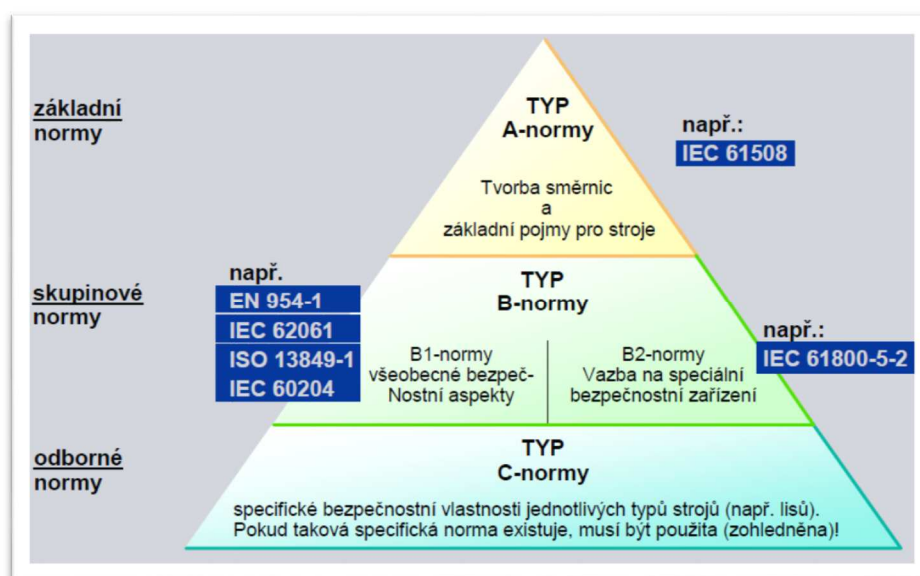 základní
normy
TYP
A-normy
např.:
IEC 61508
Tvorba směrnic
a
základní pojmy pro stroje
skupinové
normy
např.
EN 954-1
IEC 62061
ISO 13849-1
IEC 60204
TYP
B-normy
B1-normy
všeobecné bezpeč-
Nostní aspekty
B2-normy
Vazba na speciální
bezpečnostní zařízení
např.:
IEC 61800-5-2
odborné
normy
TYP
C-normy
specifické bezpečnostní vlastnosti jednotlivých typů strojů (např. lisů).
Pokud taková specifická norma existuje, musí být použita (zohledněna)!